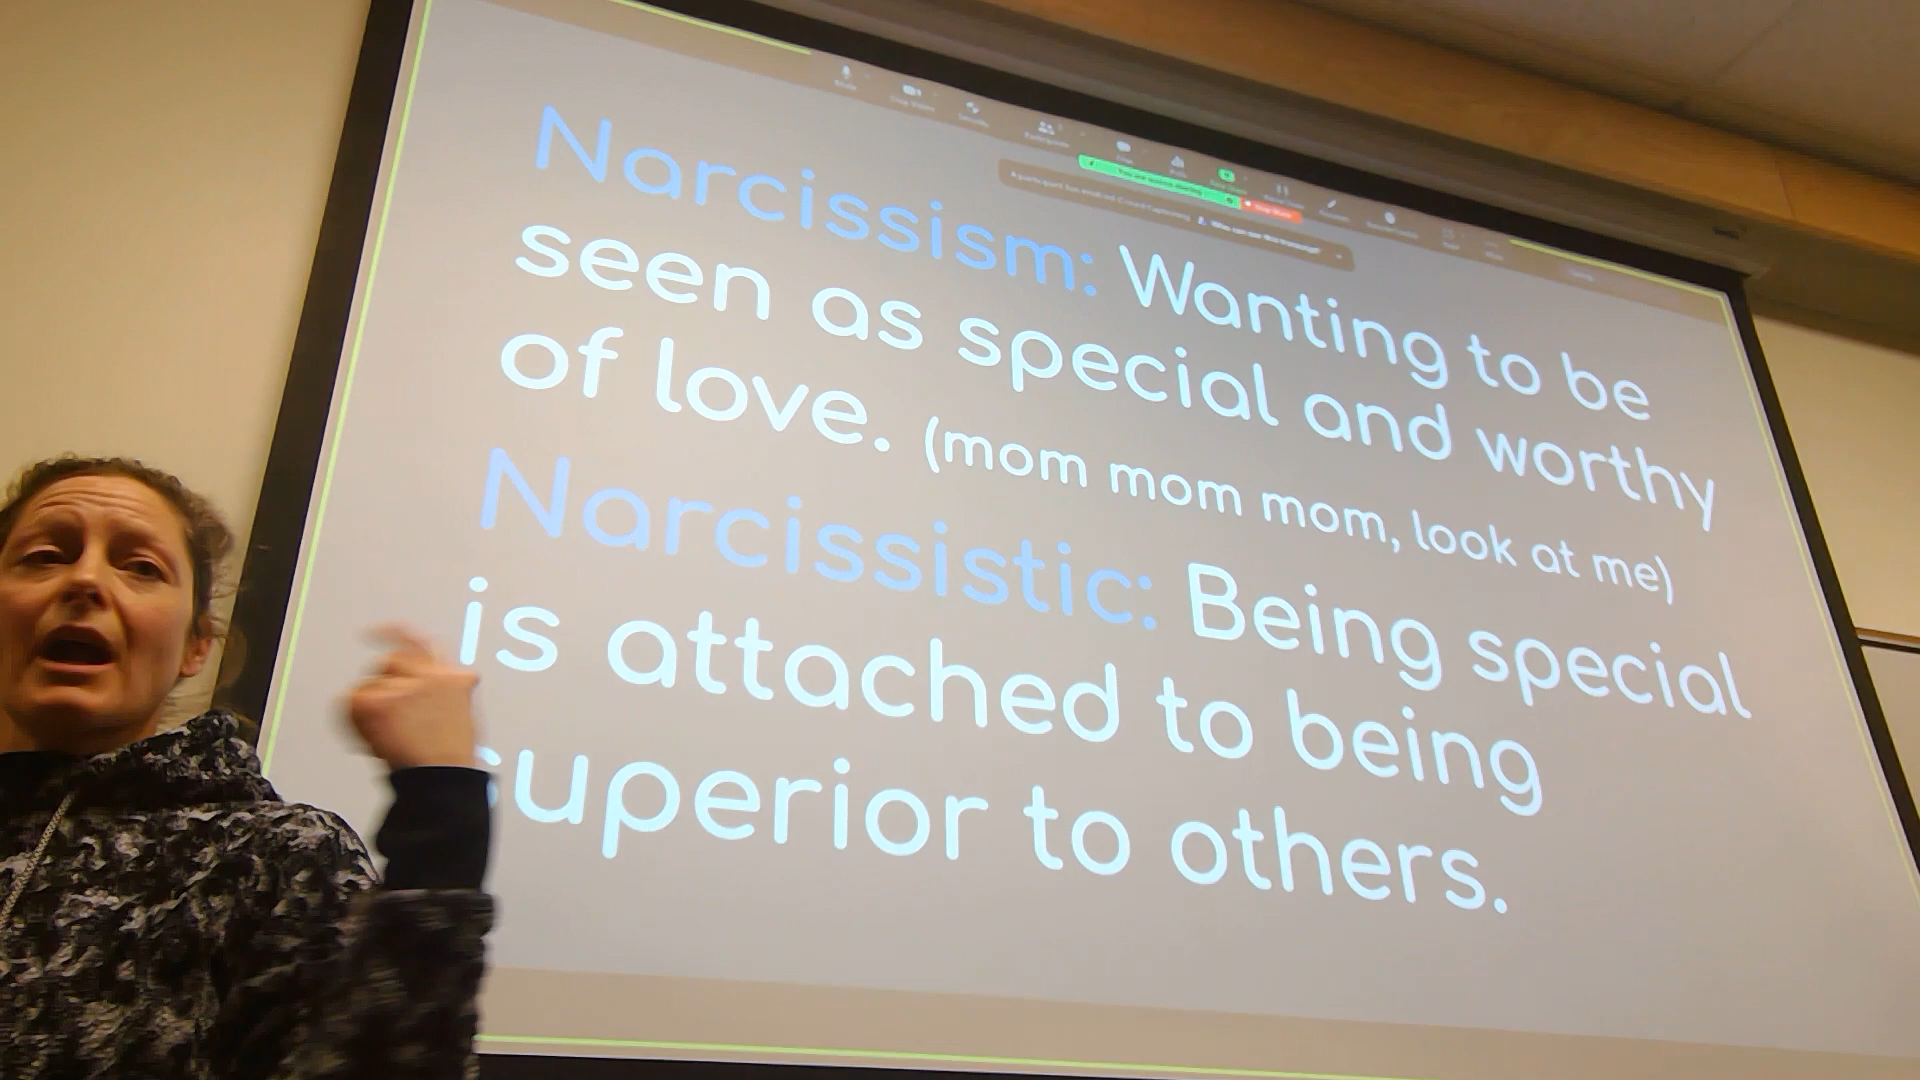 Narcissism: Wanting to be
seen as special and worthy
of love. (mom mom mom, look at me)
Narcissistic: Being special
is attached to being
superior to others.